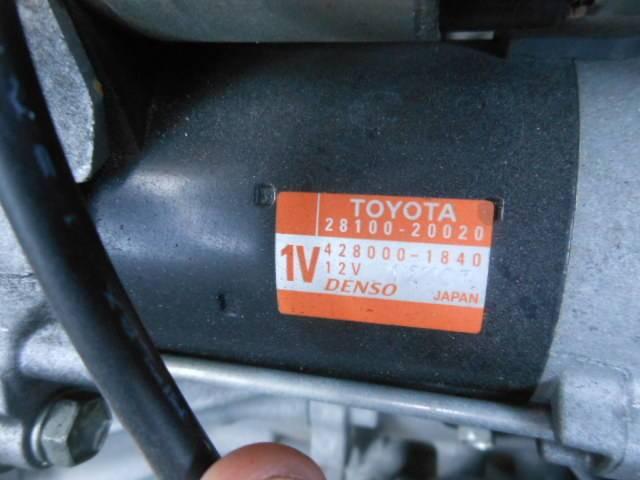 TOYOTA
28100-20020
1V 428000-1840
12V
DENSO JAPAN